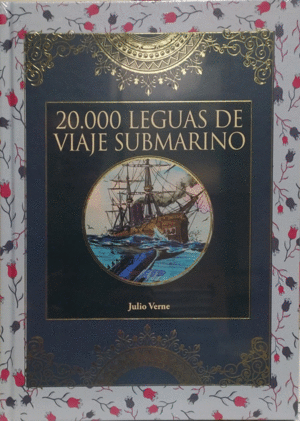 20.000 LEGUAS DE
VIAJE SUBMARINO
Julio Verne